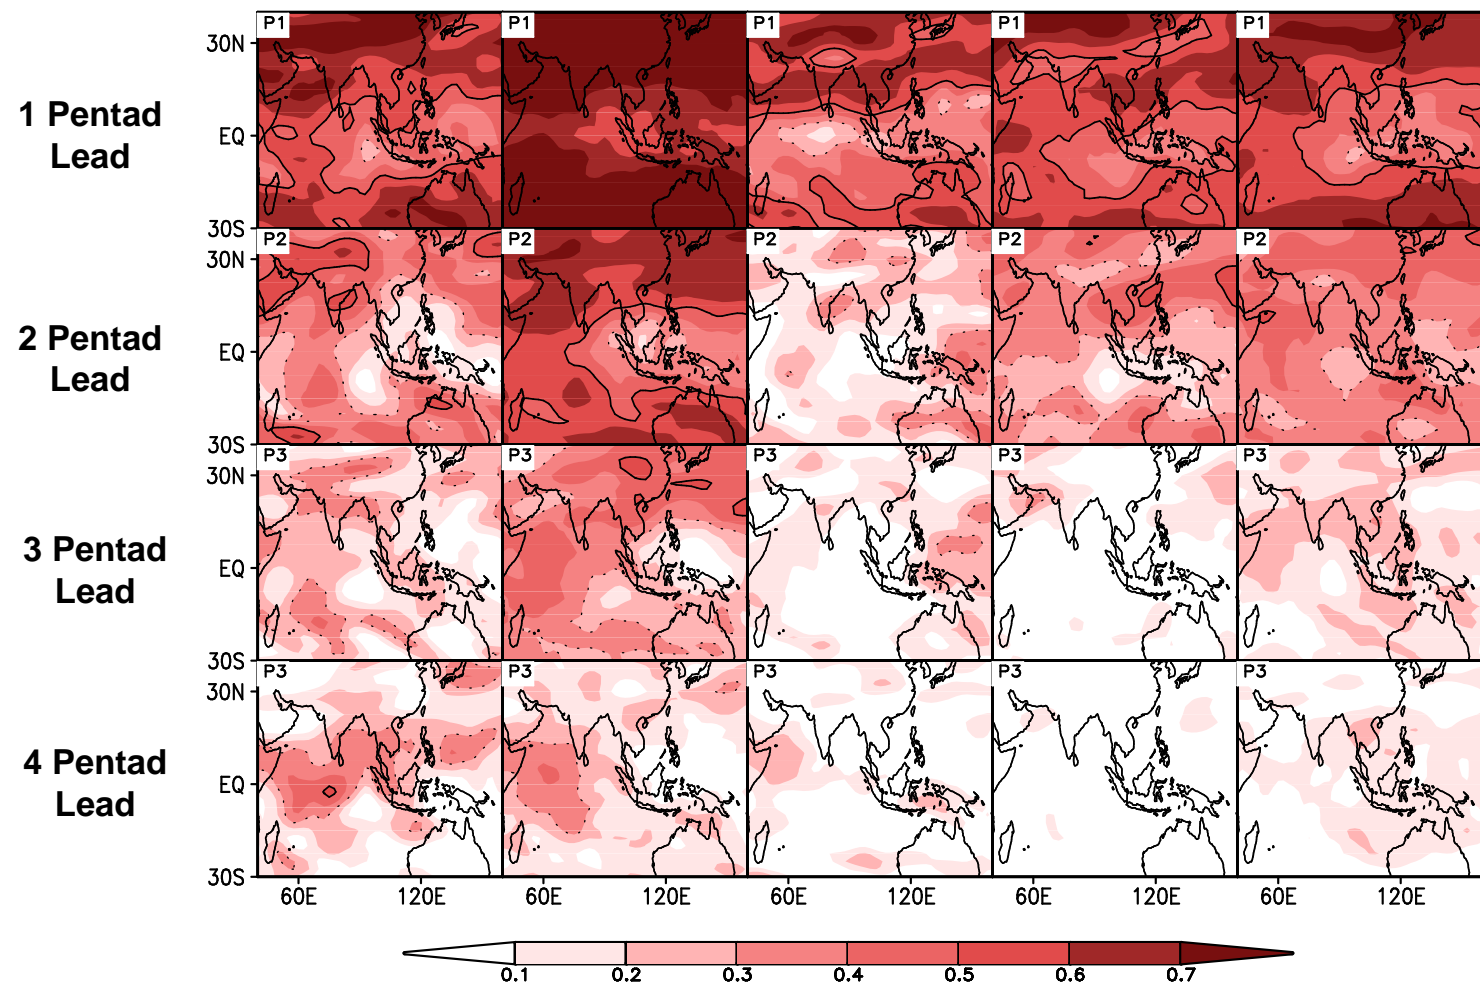 P1 P1 P1 P1 P1
30N
1 Pentad
Lead
EQ
30S
P2 P2 P2 P2 P2
30N
2 Pentad
Lead
EQ
30S
P3 P3 P3 P3 P3
30N
3 Pentad
Lead
EQ
30S
P3 P3 P3 P3 P3
30N
4 Pentad
Lead
EQ
30S
60E 120E 60E 120E 60E 120E 60E 120E 60E 120E
0.1 0.2 0.3 0.4 0.5 0.6 0.7